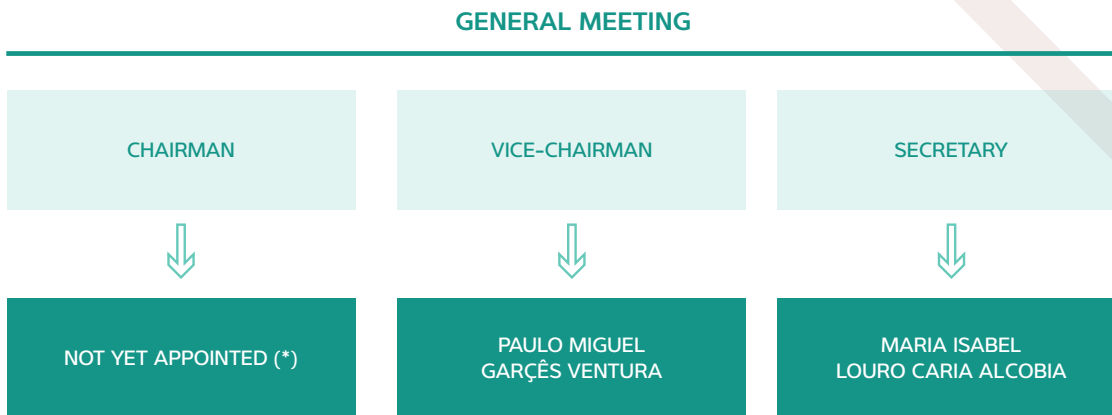 GENERAL MEETING
CHAIRMAN
VICE-CHAIRMAN
SECRETARY
NOT YET APPOINTED (*)
PAULO MIGUEL
GARÇÊS VENTURA
MARIA ISABEL
LOURO CARIA ALCOBIA